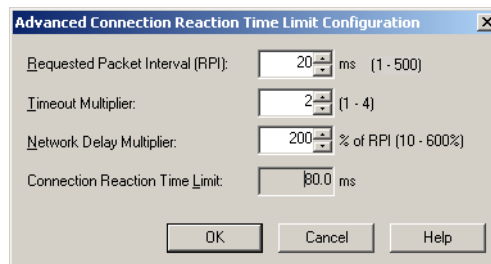 Advanced Connection Reaction Time Limit Configuration
Requested Packet Interval (RPI): 20 ms (1 - 500)
Timeout Multiplier: 2 (1 - 4)
Network Delay Multiplier: 200 % of RPI (10 - 600%)
Connection Reaction Time Limit: 80.0 ms
OK Cancel Help